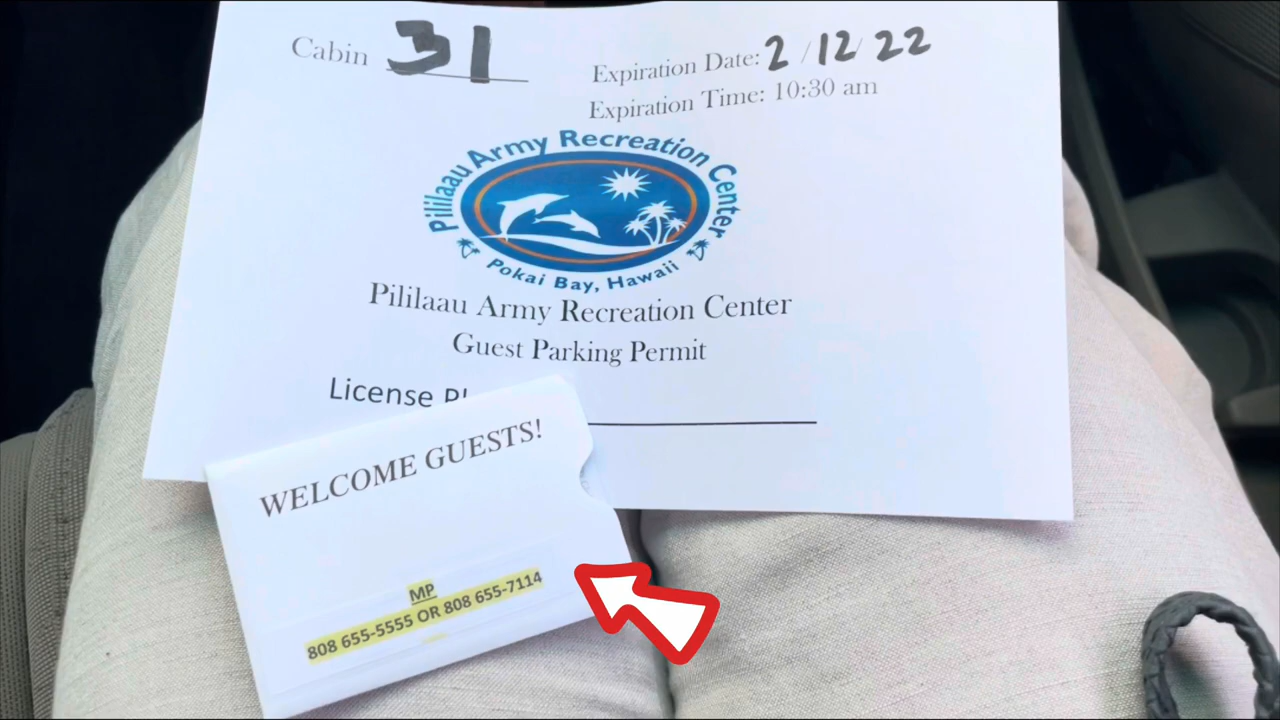 Cabin 31
Expiration Date: 2/12/22
Expiration Time: 10:30 am
Pililaau Army Recreation Center
Pokai Bay, Hawaii
Pililaau Army Recreation Center
Guest Parking Permit
License
WELCOME GUESTS!
MP
808 655-5555 OR 808 655-7114